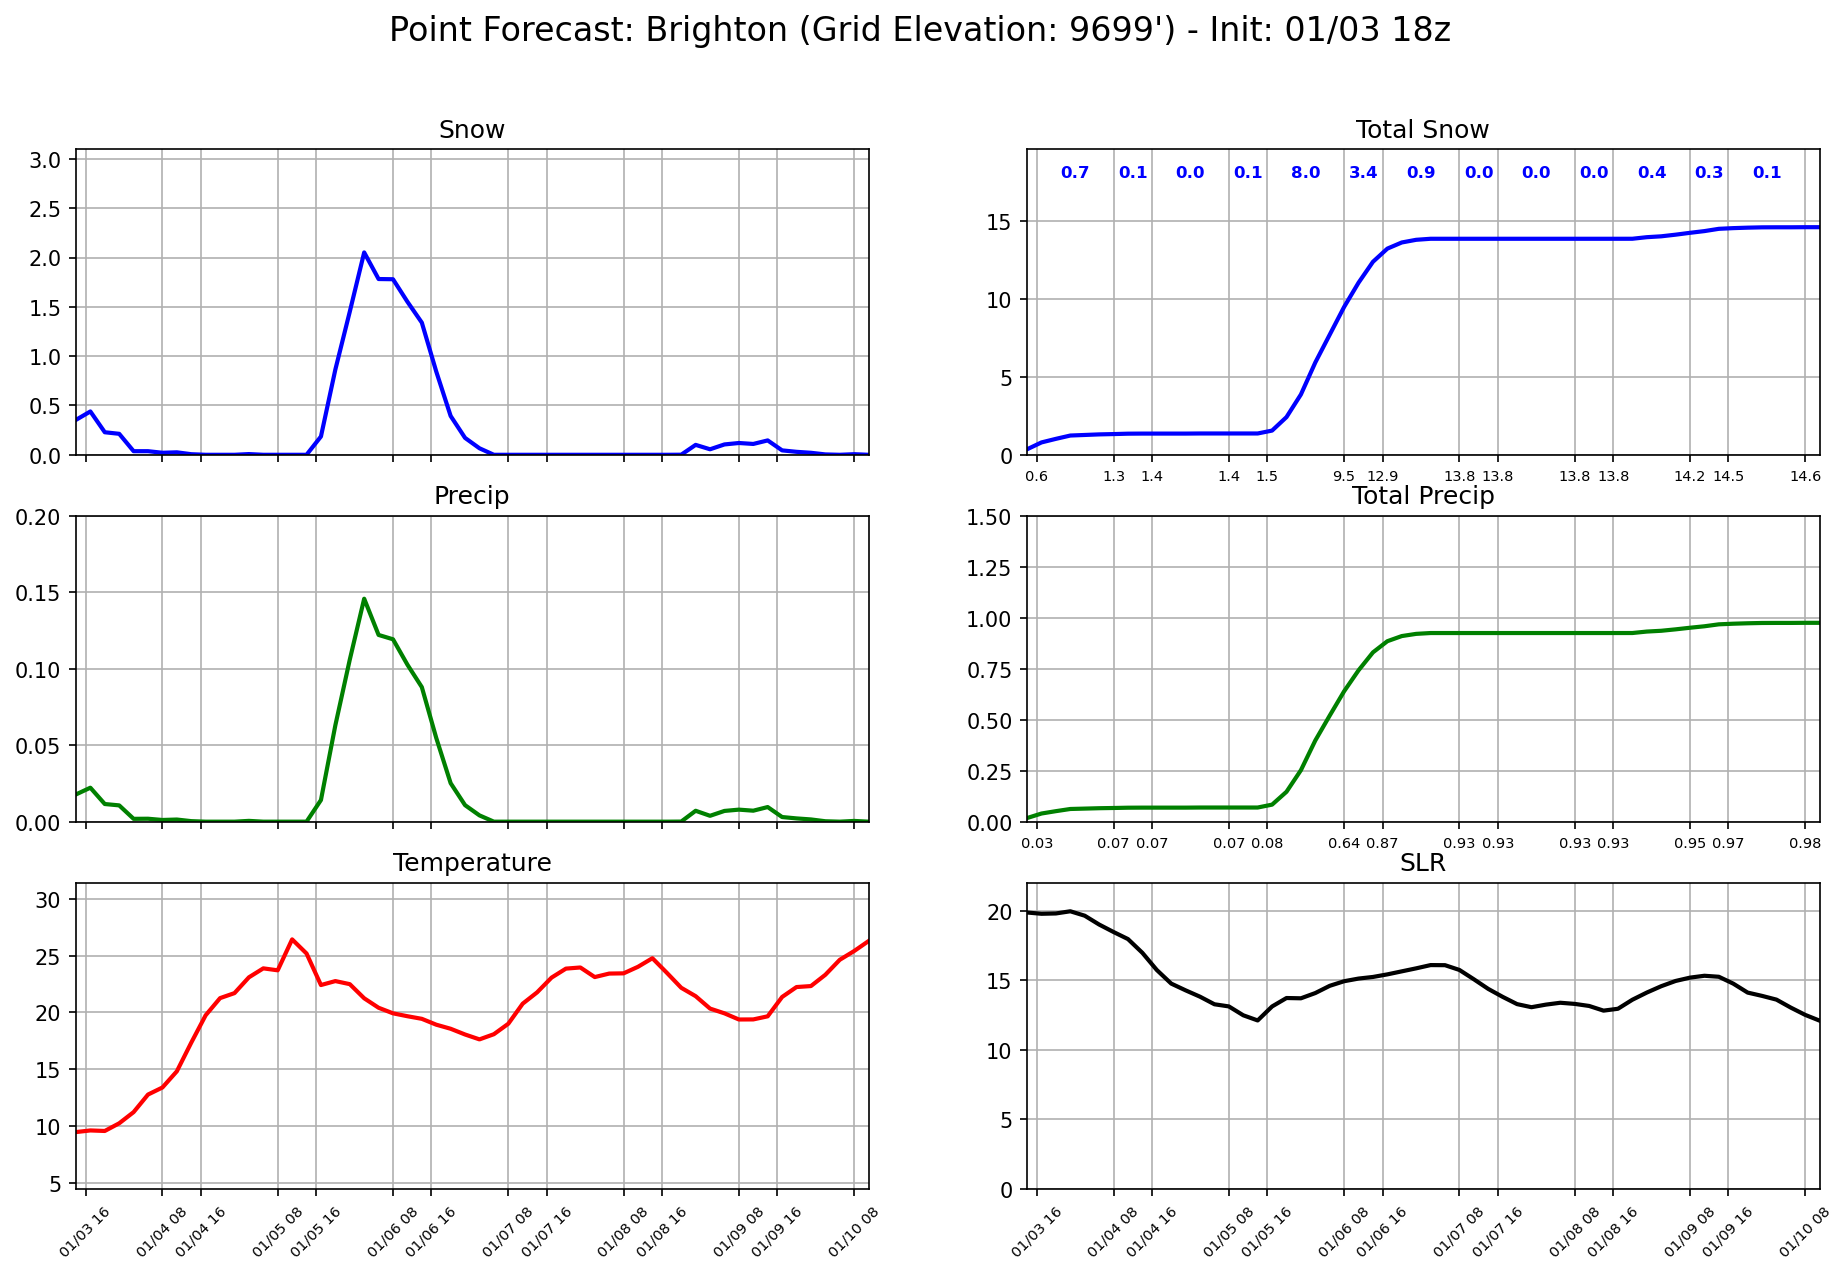 Point Forecast: Brighton (Grid Elevation: 9699') - Init: 01/03 18z
Snow
3.0
2.5
2.0
1.5
1.0
0.5
0.0
Total Snow
0.7 0.1 0.0 0.1 8.0 3.4 0.9 0.0 0.0 0.0 0.4 0.3 0.1
15
10
5
0
0.6 1.3 1.4 1.4 1.5 9.5 12.9 13.8 13.8 13.8 13.8 14.2 14.5 14.6
Precip
0.20
0.15
0.10
0.05
0.00
Total Precip
1.50
1.25
1.00
0.75
0.50
0.25
0.00
0.03 0.07 0.07 0.07 0.08 0.64 0.87 0.93 0.93 0.93 0.93 0.95 0.97 0.98
Temperature
30
25
20
15
10
5
01/03 16 01/04 08 01/04 16 01/05 08 01/05 16 01/06 08 01/06 16 01/07 08 01/07 16 01/08 08 01/08 16 01/09 08 01/09 16 01/10 08
SLR
20
15
10
5
0
01/03 16 01/04 08 01/04 16 01/05 08 01/05 16 01/06 08 01/06 16 01/07 08 01/07 16 01/08 08 01/08 16 01/09 08 01/09 16 01/10 08